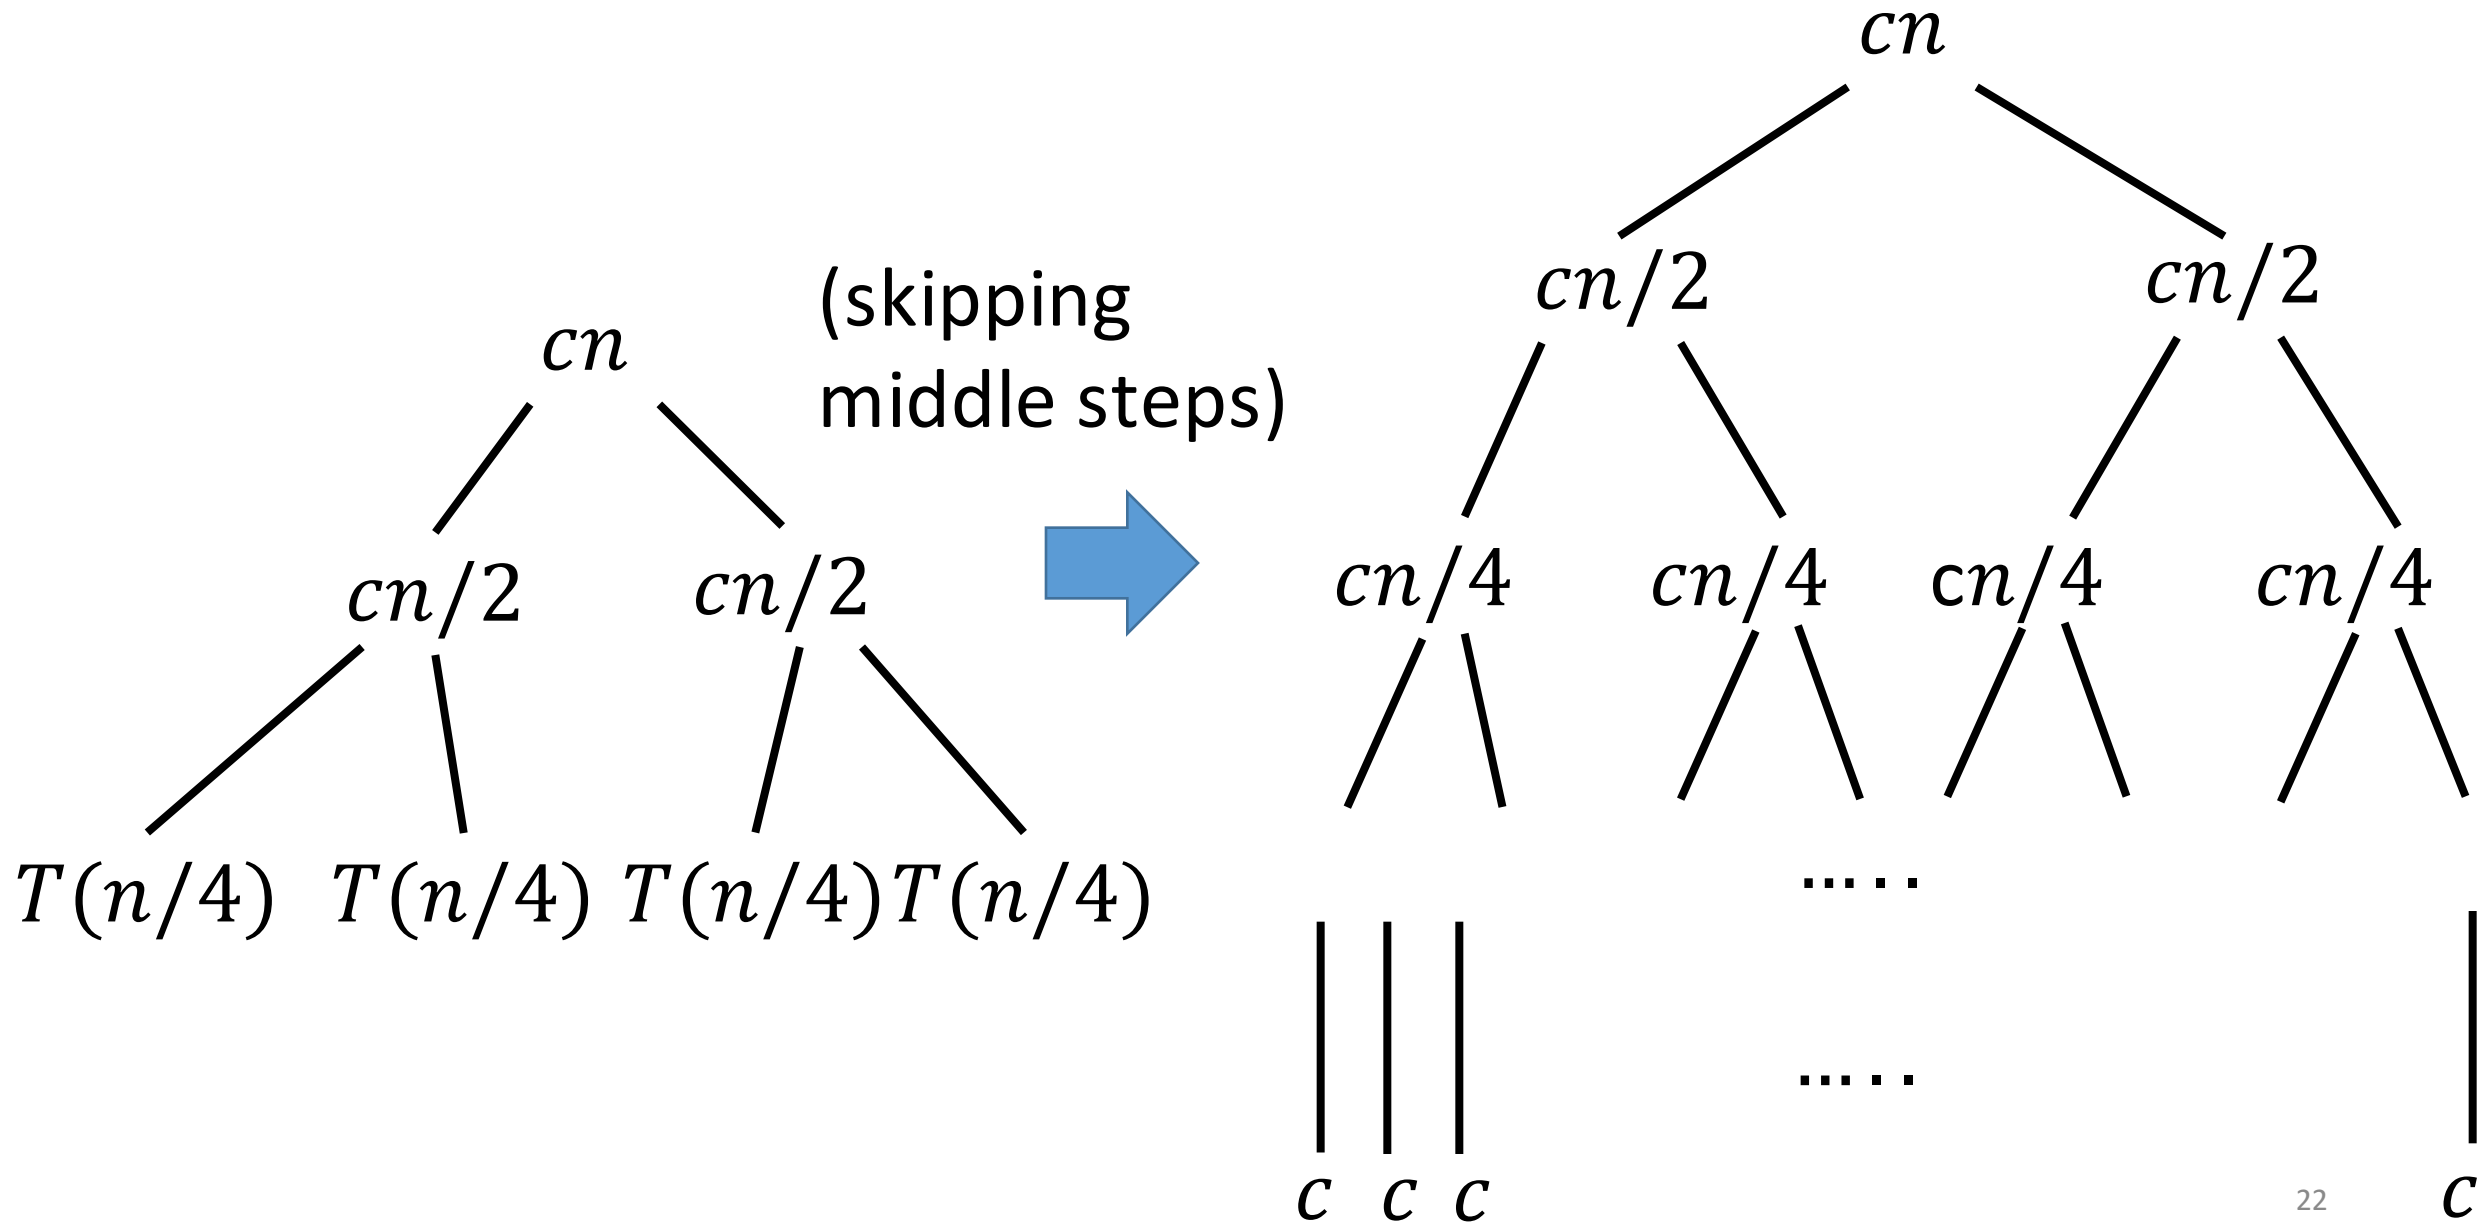 cn
cn/2 cn/2
T(n/4) T(n/4) T(n/4) T(n/4)
(skipping
middle steps)
cn
cn/2 cn/2
cn/4 cn/4 cn/4 cn/4
.....
.....
c c c c
22